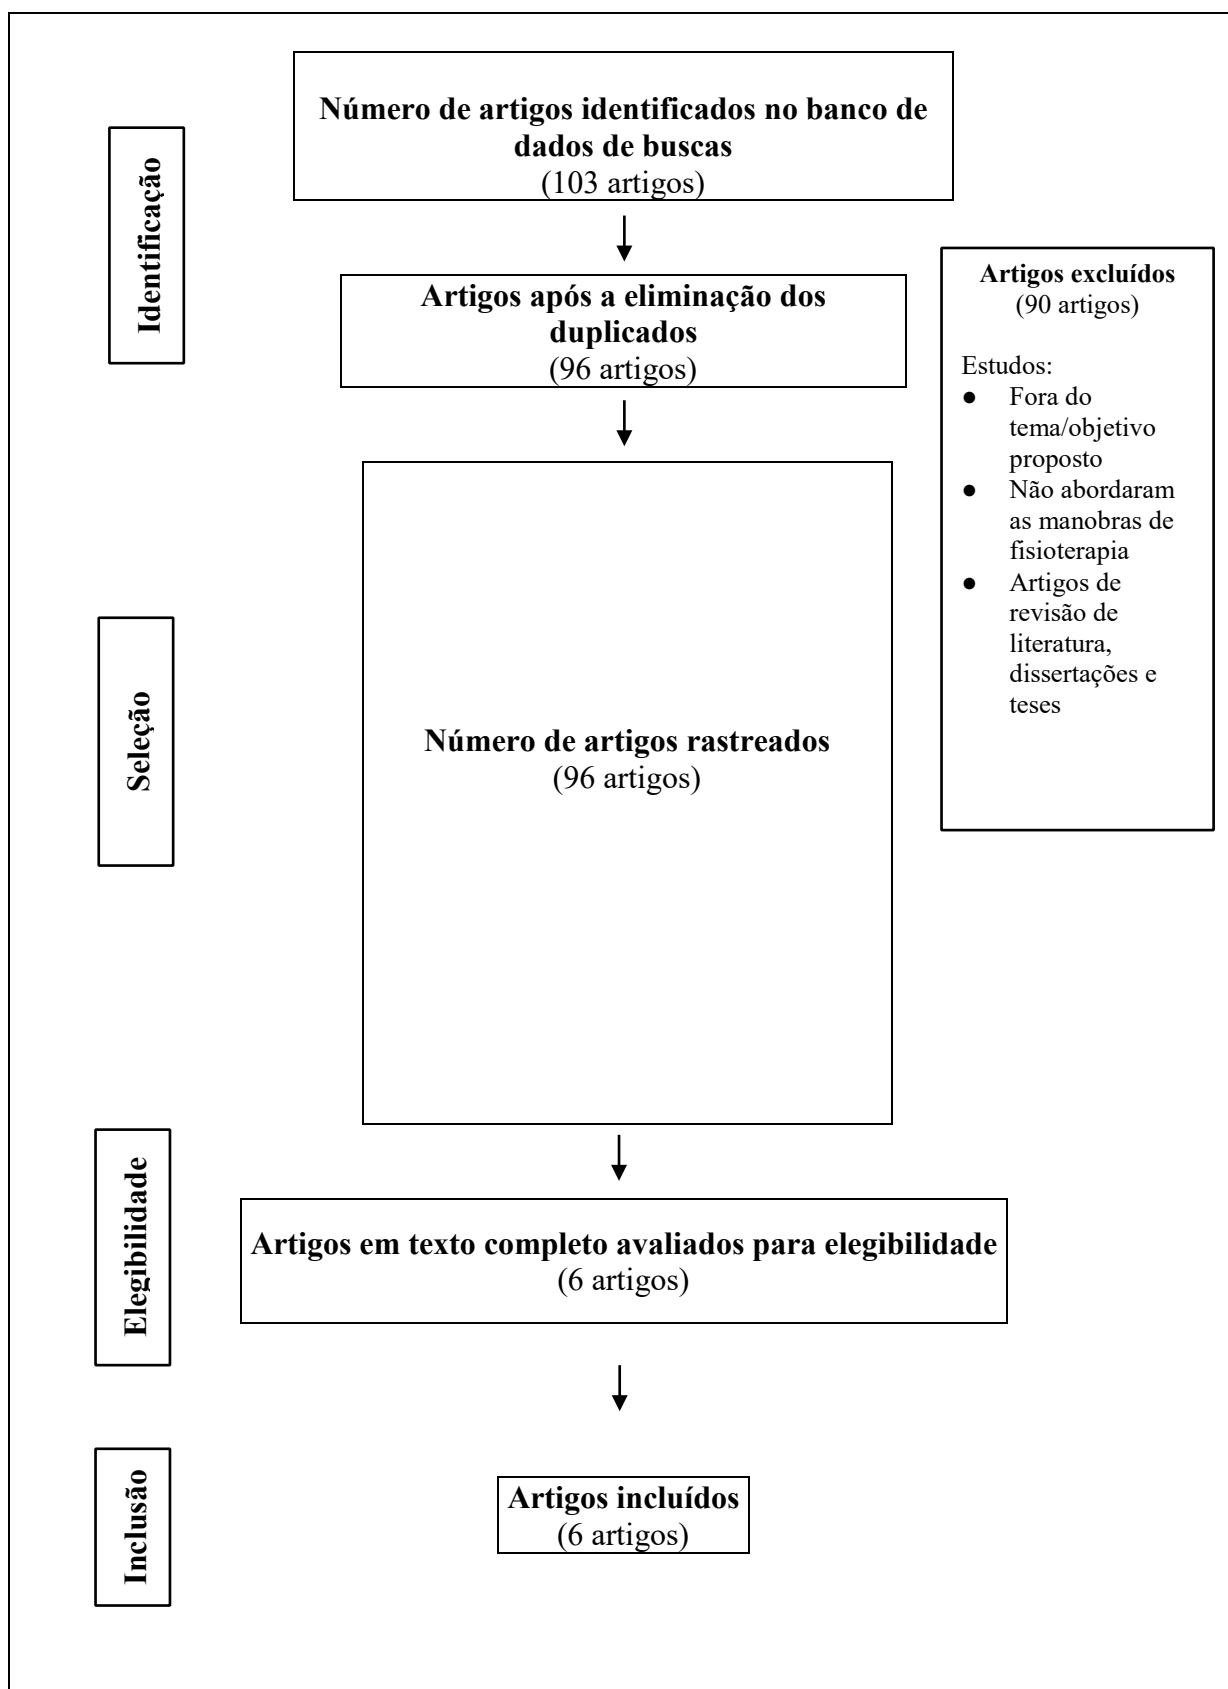 Número de artigos identificados no banco de
dados de buscas
(103 artigos)
Identificação
Artigos após a eliminação dos
duplicados
(96 artigos)
Artigos excluídos
(90 artigos)
Estudos:
● Fora do
tema/objetivo
proposto
● Não abordaram
as manobras de
fisioterapia
● Artigos de
revisão de
literatura,
dissertações e
teses
Seleção
Número de artigos rastreados
(96 artigos)
Elegibilidade
Artigos em texto completo avaliados para elegibilidade
(6 artigos)
Inclusão
Artigos incluídos
(6 artigos)